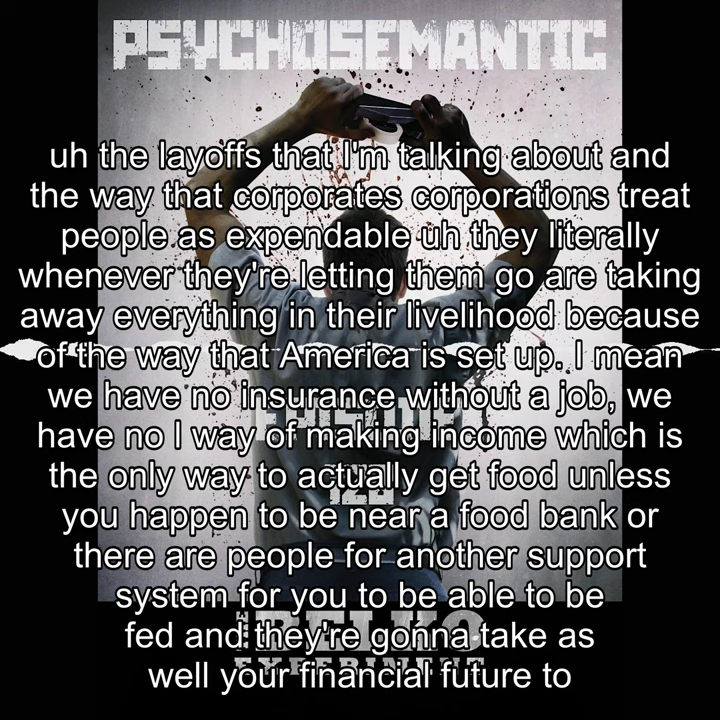 PSYCHOSEMANTIC
uh the layoffs that I'm talking about and
the way that corporates corporations treat
people as expendable uh they literally
whenever they're letting them go are taking
away everything in their livelihood because
of the way that America is set up. I mean
we have no insurance without a job, we
EPISODE
have no I way of making income which is
the only way to actually get food unless
you happen to be near a food bank or
there are people for another support
system for you to be able to be
THE BELKO
fed and they're gonna take as
EXPERIMENT
well your financial future to